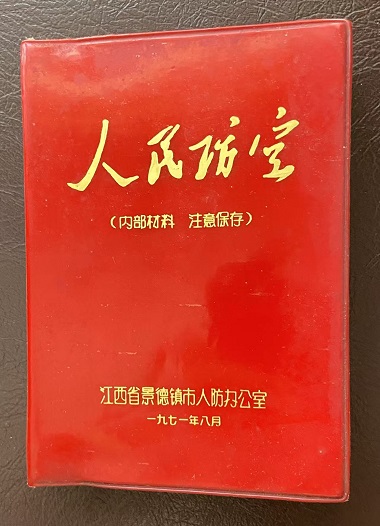 人民防空
（内部材料 注意保存）
江西省景德镇市人防办公室
一九七一年八月